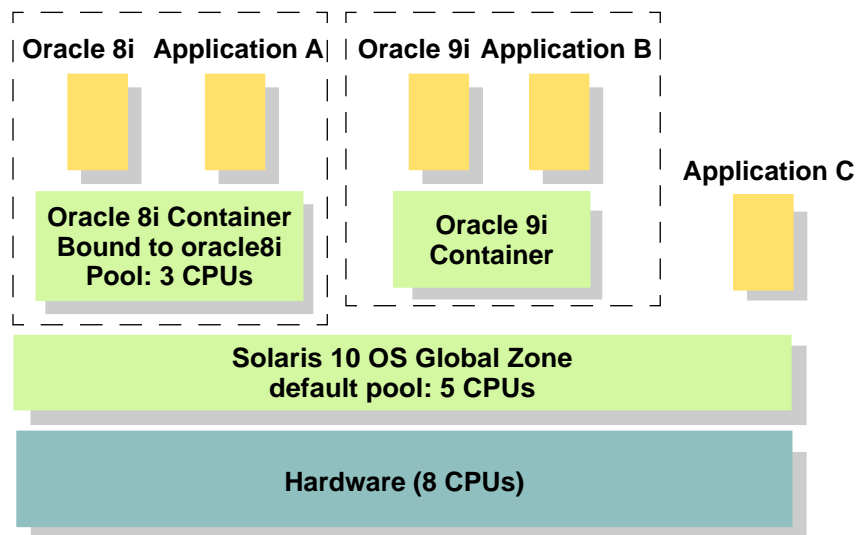 Oracle 8i
Application A
Oracle 9i
Application B
Application C
Oracle 8i Container
Bound to oracle8i
Pool: 3 CPUs
Oracle 9i
Container
Solaris 10 OS Global Zone
default pool: 5 CPUs
Hardware (8 CPUs)